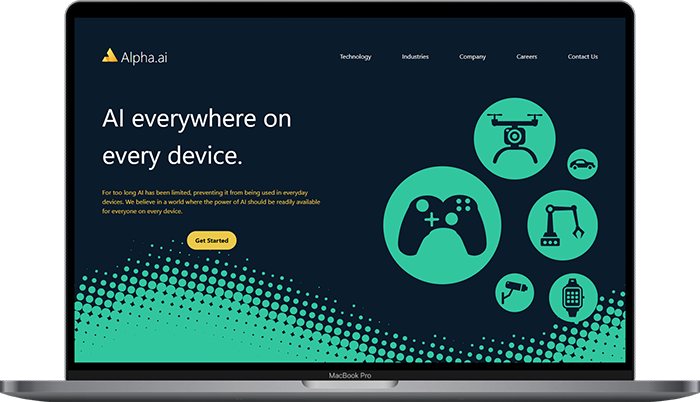 Alpha.ai
Technology
Industries
Company
Careers
Contact Us
AI everywhere on
every device.
For too long AI has been limited, preventing it from being used in everyday
devices. We believe in a world where the power of AI should be readily available
for everyone on every device.
Get Started
MacBook Pro